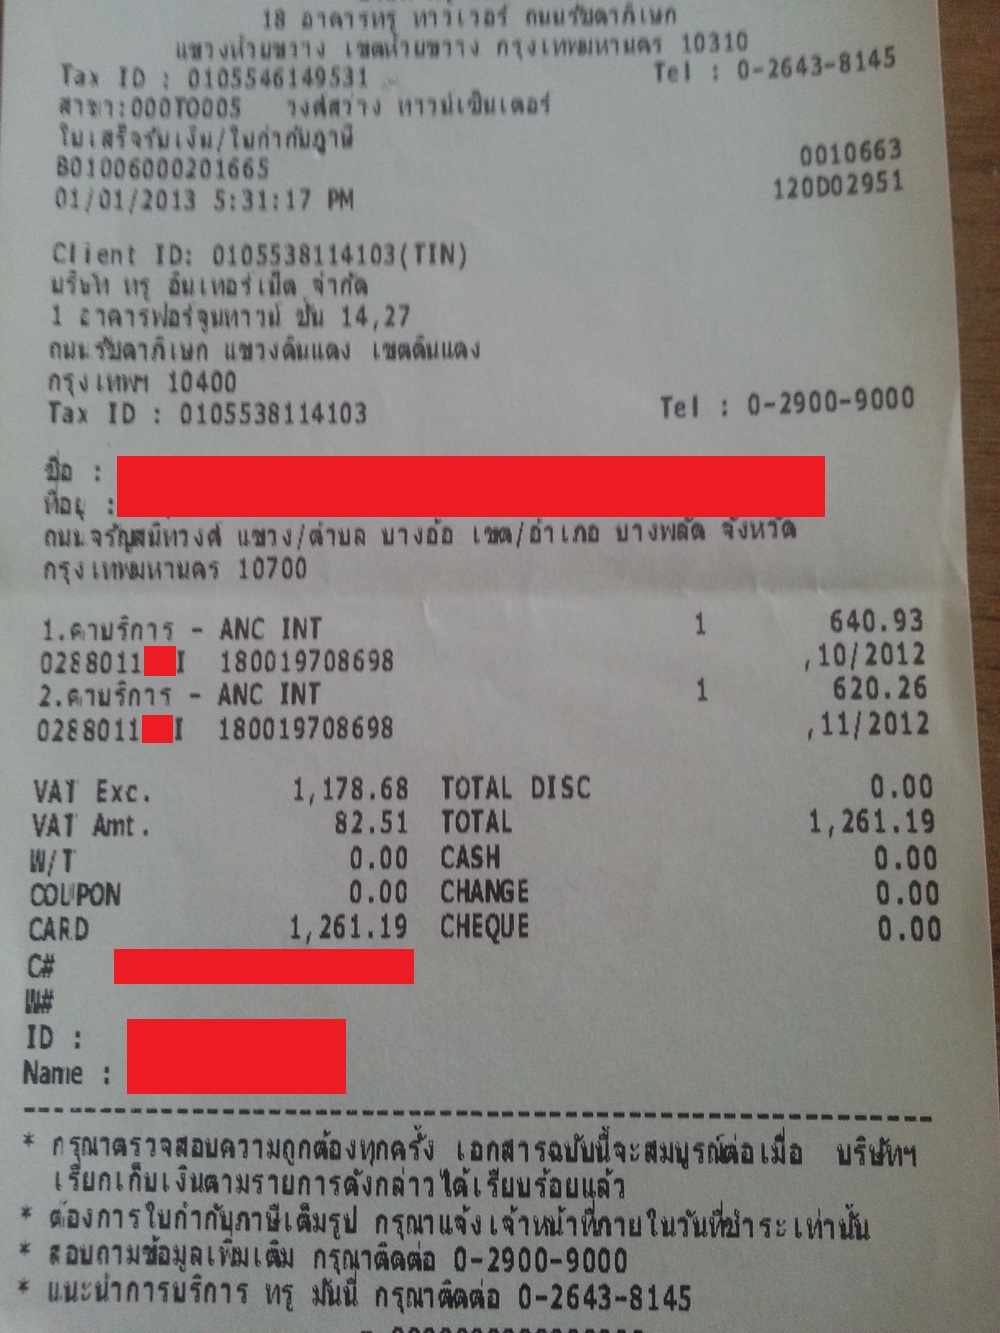 18 อาคารทรู ทาวเวอร์ ถนนรัชดาภิเษก
แขวงห้วยขวาง เขตห้วยขวาง กรุงเทพมหานคร 10310
Tax ID : 0105546149531 Tel : 0-2643-8145
สาขา:000T0005 วงศ์สว่าง ทาวน์เซ็นเตอร์
ใบเสร็จรับเงิน/ใบกำกับภาษี 0010663
B01006000201665 120D02951
01/01/2013 5:31:17 PM
Client ID: 0105538114103(TIN)
บริษัท ทรู อินเทอร์เน็ต จำกัด
1 อาคารฟอร์จูนทาวน์ ชั้น 14,27
ถนนรัชดาภิเษก แขวงดินแดง เขตดินแดง
กรุงเทพฯ 10400
Tax ID : 0105538114103 Tel : 0-2900-9000
ชื่อ :
ที่อยู่ :
ถนนจรัญสนิทวงศ์ แขวง/ตำบล บางอ้อ เขต/อำเภอ บางพลัด จังหวัด
กรุงเทพมหานคร 10700
1.ค่าบริการ - ANC INT 1 640.93
0288011 I 180019708698 ,10/2012
2.ค่าบริการ - ANC INT 1 620.26
0288011 I 180019708698 ,11/2012
VAT Exc. 1,178.68 TOTAL DISC 0.00
VAT Amt. 82.51 TOTAL 1,261.19
W/T 0.00 CASH 0.00
COUPON 0.00 CHANGE 0.00
CARD 1,261.19 CHEQUE 0.00
C#
W#
ID :
Name :
* กรุณาตรวจสอบความถูกต้องทุกครั้ง เอกสารฉบับนี้จะสมบูรณ์ต่อเมื่อ บริษัทฯ
เรียกเก็บเงินตามรายการดังกล่าวได้เรียบร้อยแล้ว
* ต้องการใบกำกับภาษีเต็มรูป กรุณาแจ้งเจ้าหน้าที่ภายในวันที่ชำระเท่านั้น
* สอบถามข้อมูลเพิ่มเติม กรุณาติดต่อ 0-2900-9000
* แนะนำการบริการ ทรู มันนี่ กรุณาติดต่อ 0-2643-8145